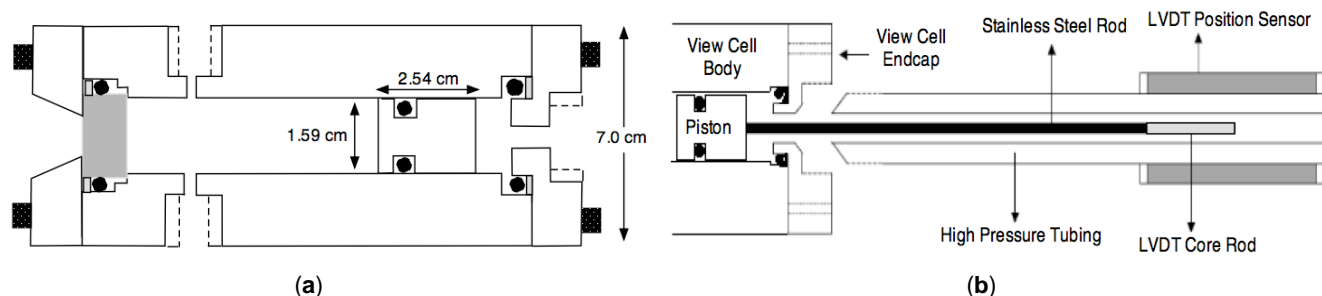 2.54 cm
1.59 cm
7.0 cm
(a)
Stainless Steel Rod
LVDT Position Sensor
View Cell
Body
View Cell
Endcap
Piston
High Pressure Tubing
LVDT Core Rod
(b)